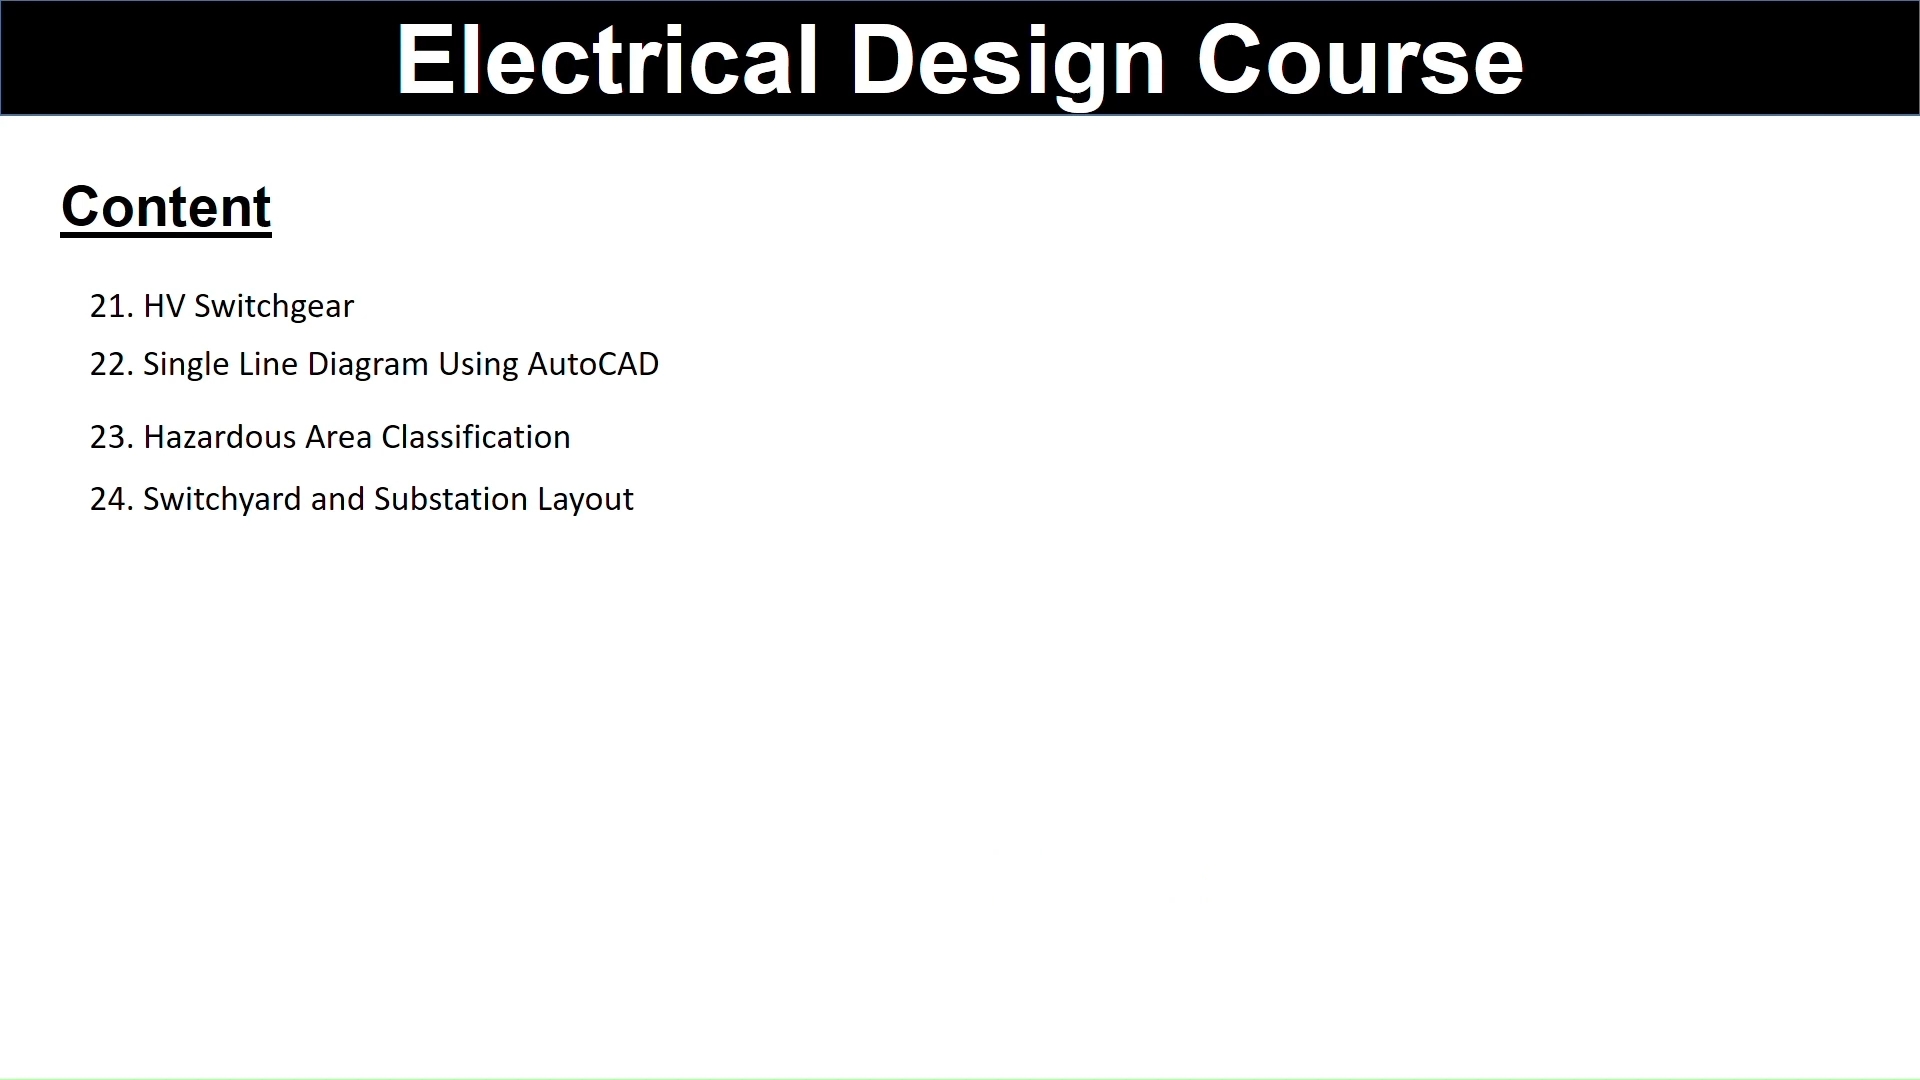 Electrical Design Course
Content
21. HV Switchgear
22. Single Line Diagram Using AutoCAD
23. Hazardous Area Classification
24. Switchyard and Substation Layout